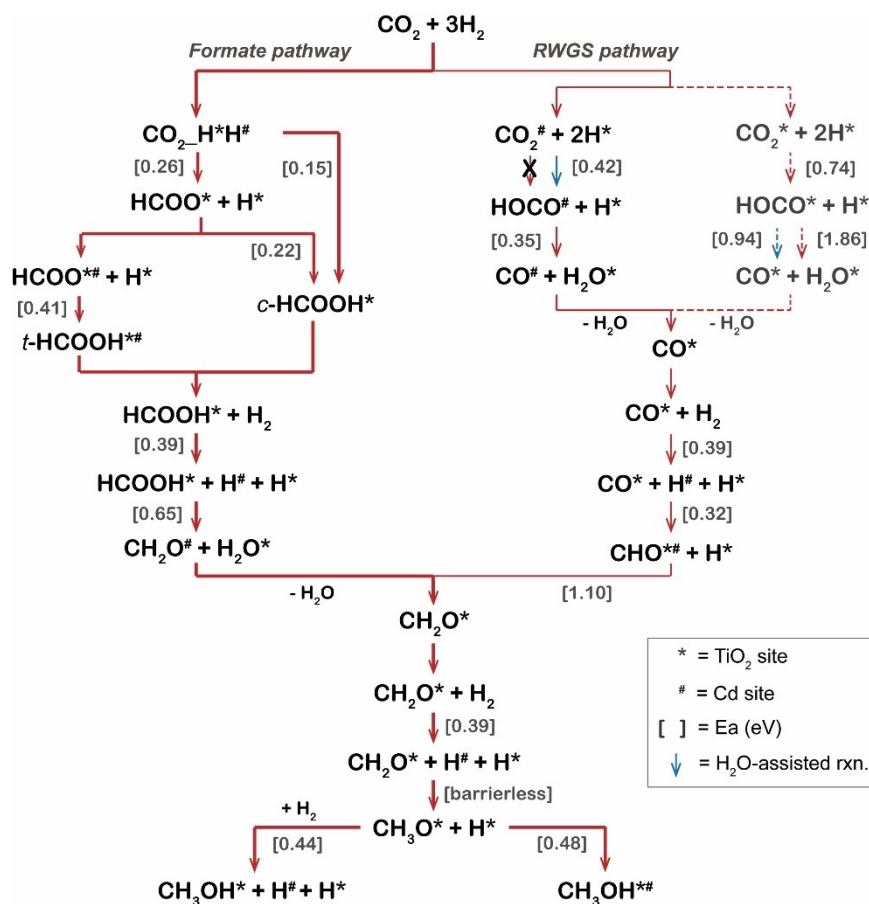 CO₂ + 3H₂
Formate pathway
RWGS pathway
CO₂_H*H#
CO₂# + 2H*
CO₂* + 2H*
[0.26]
[0.15]
X
[0.42]
[0.74]
HCOO* + H*
HOCO# + H*
HOCO* + H*
[0.22]
[0.35]
[0.94]
[1.86]
HCOO*# + H*
CO# + H₂O*
CO* + H₂O*
[0.41]
c-HCOOH*
t-HCOOH*#
- H₂O
- H₂O
CO*
HCOOH* + H₂
CO* + H₂
[0.39]
[0.39]
HCOOH* + H# + H*
CO* + H# + H*
[0.65]
[0.32]
CH₂O# + H₂O*
CHO*# + H*
- H₂O
[1.10]
CH₂O*
CH₂O* + H₂
[0.39]
CH₂O* + H# + H*
[barrierless]
+ H₂
CH₃O* + H*
[0.44]
[0.48]
CH₃OH* + H# + H*
CH₃OH*#
* = TiO₂ site
# = Cd site
[ ] = Ea (eV)
= H₂O-assisted rxn.